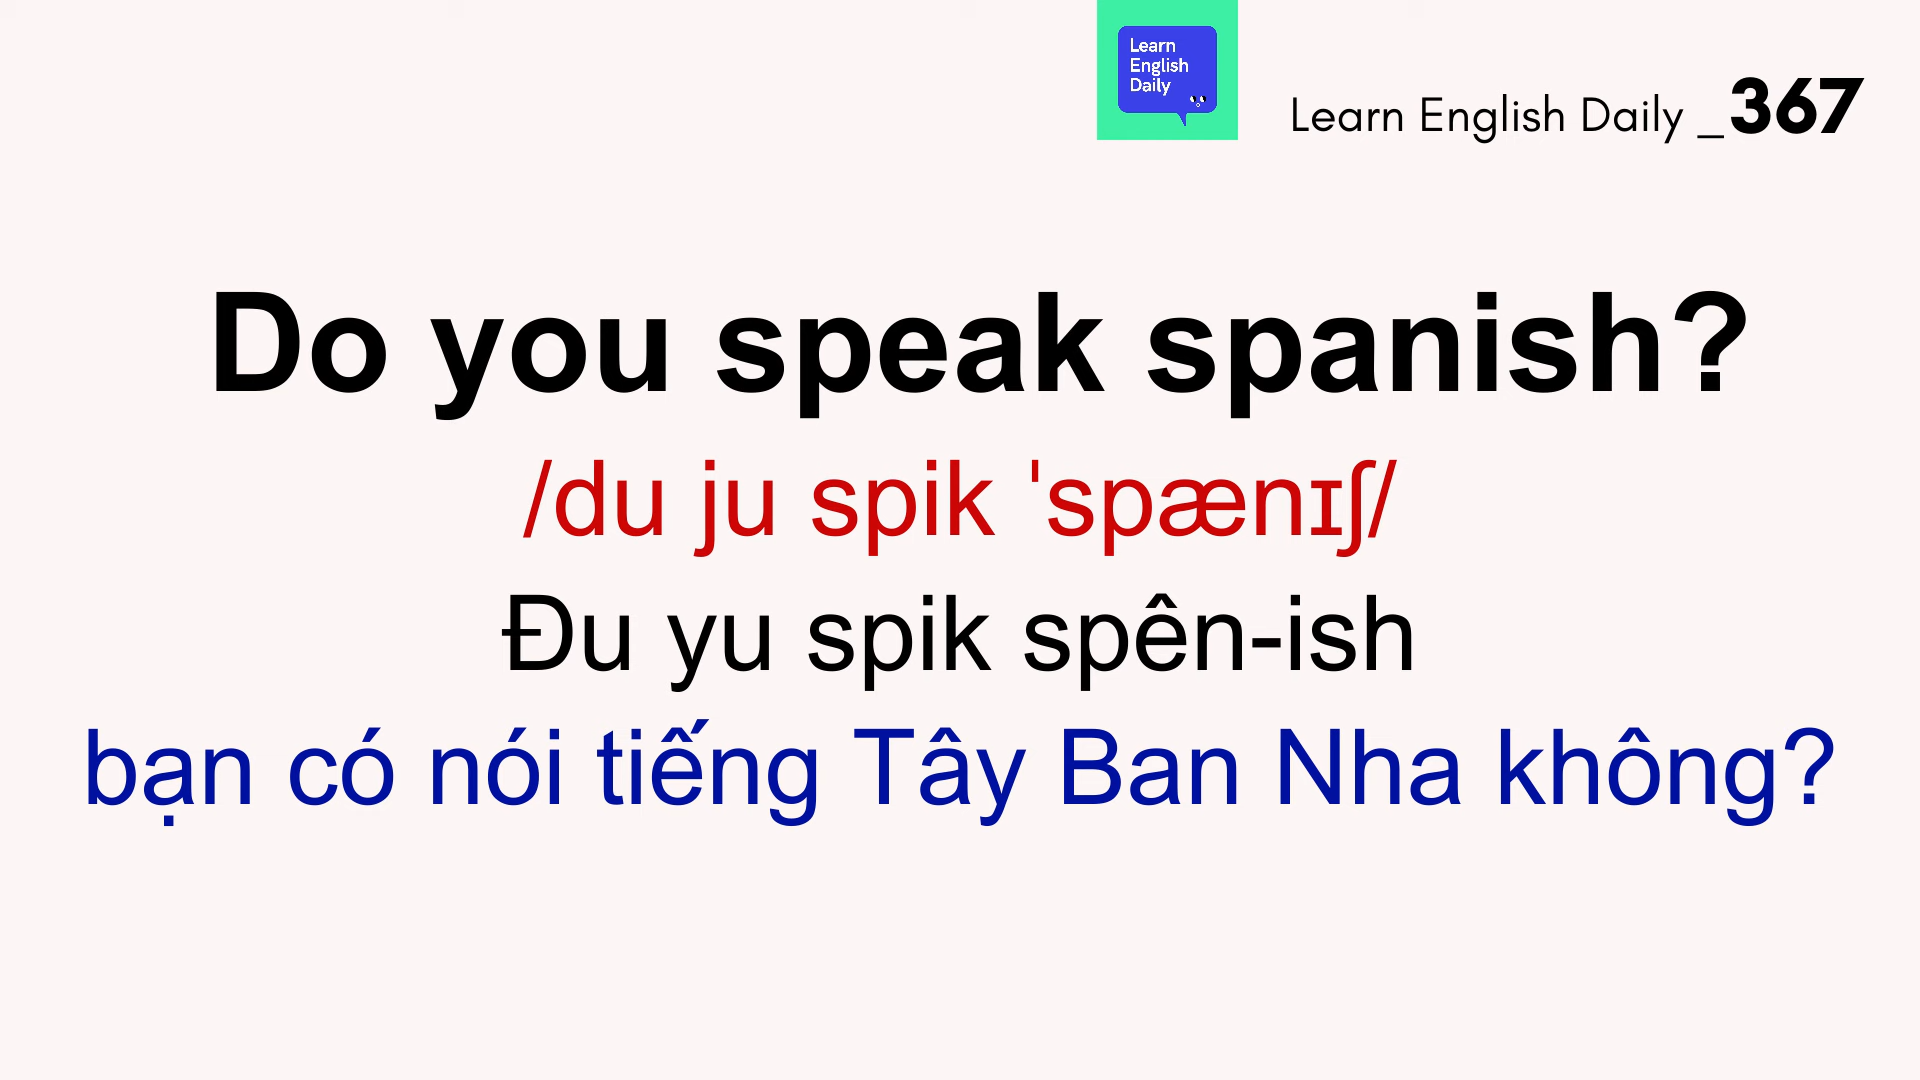 Learn
English
Daily
Learn English Daily _367
Do you speak spanish?
/du ju spik ˈspænɪʃ/
Đu yu spik spên-ish
bạn có nói tiếng Tây Ban Nha không?